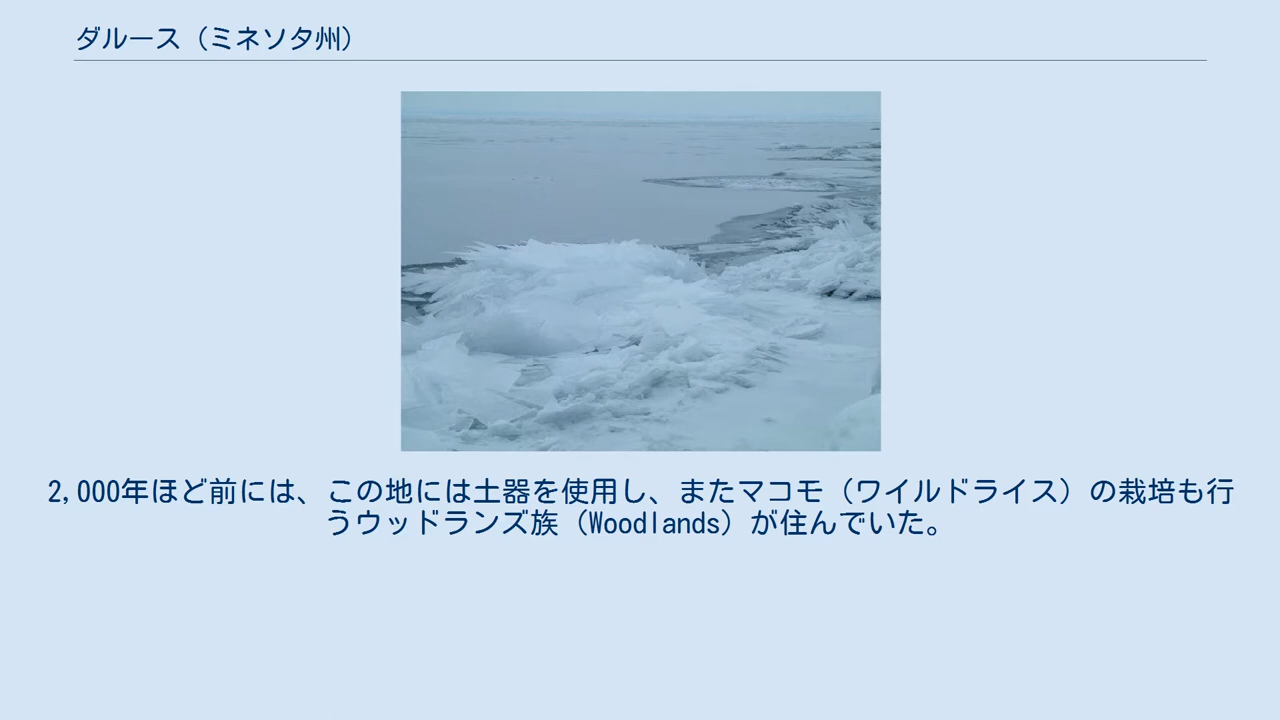 ダルース（ミネソタ州）
2,000年ほど前には、この地には土器を使用し、またマコモ（ワイルドライス）の栽培も行
うウッドランズ族（Woodlands）が住んでいた。